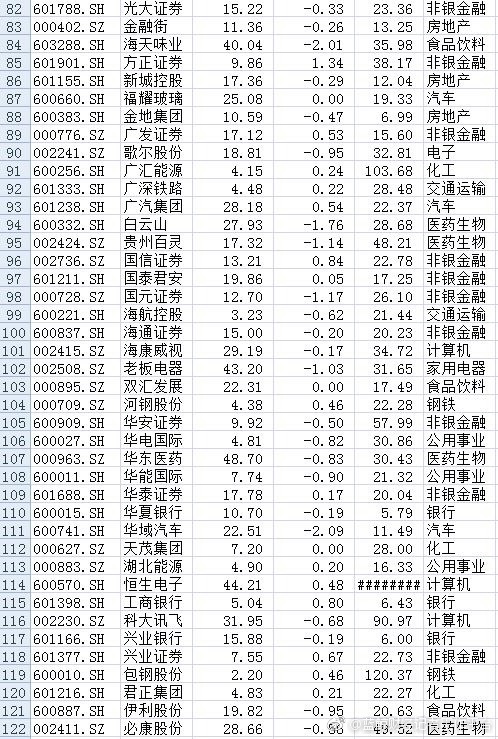 82 601788.SH 光大证券 15.22 -0.33 23.36 非银金融
83 000402.SZ 金融街 11.36 -0.26 13.25 房地产
84 603288.SH 海天味业 40.04 -2.01 35.98 食品饮料
85 601901.SH 方正证券 9.86 1.34 38.17 非银金融
86 601155.SH 新城控股 17.36 -0.29 12.04 房地产
87 600660.SH 福耀玻璃 25.08 0.00 19.33 汽车
88 600383.SH 金地集团 10.59 -0.47 6.99 房地产
89 000776.SZ 广发证券 17.12 0.53 15.60 非银金融
90 002241.SZ 歌尔股份 18.81 -0.95 32.81 电子
91 600256.SH 广汇能源 4.15 0.24 103.68 化工
92 601333.SH 广深铁路 4.48 0.22 28.48 交通运输
93 601238.SH 广汽集团 28.18 0.54 22.37 汽车
94 600332.SH 白云山 27.93 -1.76 28.68 医药生物
95 002424.SZ 贵州百灵 17.32 -1.14 48.21 医药生物
96 002736.SZ 国信证券 13.21 0.84 22.78 非银金融
97 601211.SH 国泰君安 19.86 0.05 17.25 非银金融
98 000728.SZ 国元证券 12.70 -1.17 26.10 非银金融
99 600221.SH 海航控股 3.23 -0.62 21.44 交通运输
100 600837.SH 海通证券 15.00 -0.20 20.23 非银金融
101 002415.SZ 海康威视 29.19 -0.17 34.72 计算机
102 002508.SZ 老板电器 43.20 -1.03 31.65 家用电器
103 000895.SZ 双汇发展 22.31 0.00 17.49 食品饮料
104 000709.SZ 河钢股份 4.38 0.46 22.28 钢铁
105 600909.SH 华安证券 9.92 -0.50 57.99 非银金融
106 600027.SH 华电国际 4.81 -0.82 30.86 公用事业
107 000963.SZ 华东医药 48.70 -0.83 30.43 医药生物
108 600011.SH 华能国际 7.74 -0.90 21.32 公用事业
109 601688.SH 华泰证券 17.78 0.17 20.04 非银金融
110 600015.SH 华夏银行 10.70 -0.19 5.79 银行
111 600741.SH 华域汽车 22.51 -2.09 11.49 汽车
112 000627.SZ 天茂集团 7.20 0.00 28.00 化工
113 000883.SZ 湖北能源 4.90 0.20 16.33 公用事业
114 600570.SH 恒生电子 44.21 0.48 ######## 计算机
115 601398.SH 工商银行 5.04 0.80 6.43 银行
116 002230.SZ 科大讯飞 31.95 -0.68 90.97 计算机
117 601166.SH 兴业银行 15.88 -0.19 6.00 银行
118 601377.SH 兴业证券 7.55 0.67 22.73 非银金融
119 600010.SH 包钢股份 2.20 0.46 120.37 钢铁
120 601216.SH 君正集团 4.83 0.21 22.27 化工
121 600887.SH 伊利股份 19.82 -0.95 20.63 食品饮料
122 002411.SZ 必康股份 28.66 49.52 医药生物